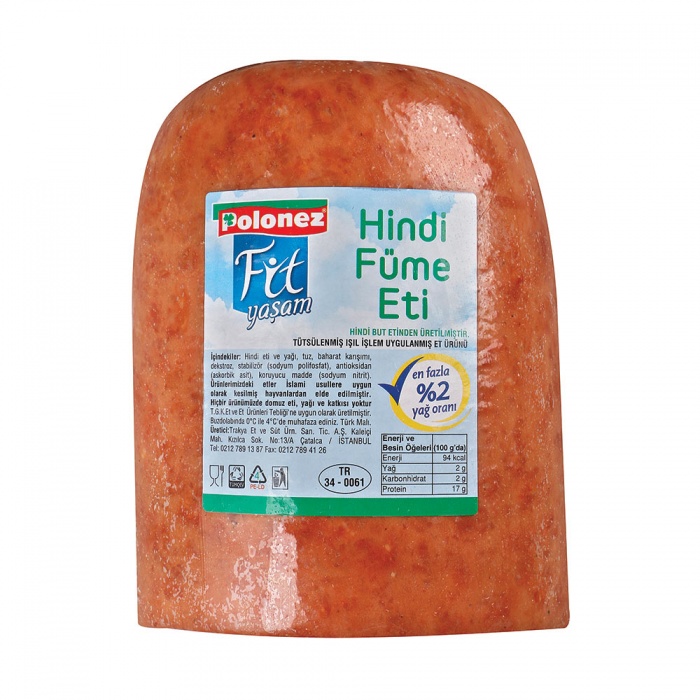 Polonez
Fit
yaşam
Hindi
Füme
Eti
HİNDİ BUT ETİNDEN ÜRETİLMİŞTİR.
TÜTSÜLENMİŞ IŞIL İŞLEM UYGULANMIŞ ET ÜRÜNÜ
İçindekiler: Hindi eti ve yağı, tuz, baharat karışımı,
dekstroz, stabilizör (sodyum polifosfat), antioksidan
(askorbik asit), koruyucu madde (sodyum nitrit).
Ürünlerimizdeki etler İslami usullere uygun
olarak kesilmiş hayvanlardan elde edilmiştir.
Hiçbir ürünümüzde domuz eti, yağı ve katkısı yoktur
T.G.K.Et ve Et Ürünleri Tebliği'ne uygun olarak üretilmiştir.
Buzdolabında 0°C ile 4°C'de muhafaza ediniz. Türk Malı.
Üretici:Trakya Et ve Süt Ürn. San. Tic. A.Ş. Kaleiçi
Mah. Kızılca Sok. No:13/A Çatalca / İSTANBUL
Tel:0212 789 13 87 Fax: 0212 789 41 26
en fazla
%2
yağ oranı
Enerji ve
Besin Öğeleri (100 g'da)
Enerji 94 kcal
Yağ 2 g
Karbonhidrat 2 g
Protein 17 g
PE-LD
TR
34 - 0061